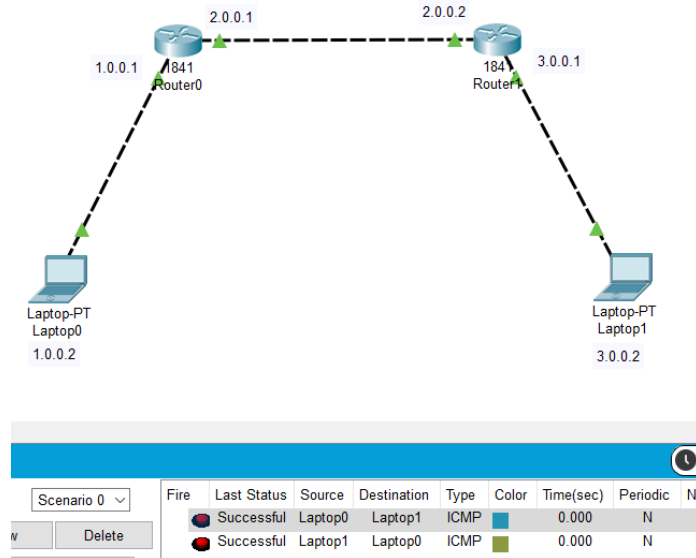 2.0.0.1
2.0.0.2
1.0.0.1
3.0.0.1
1841
Router0
184
Router1
Laptop-PT
Laptop0
1.0.0.2
Laptop-PT
Laptop1
3.0.0.2
Scenario 0
Fire Last Status Source Destination Type Color Time(sec) Periodic N
Successful Laptop0 Laptop1 ICMP 0.000 N
w Delete
Successful Laptop1 Laptop0 ICMP 0.000 N